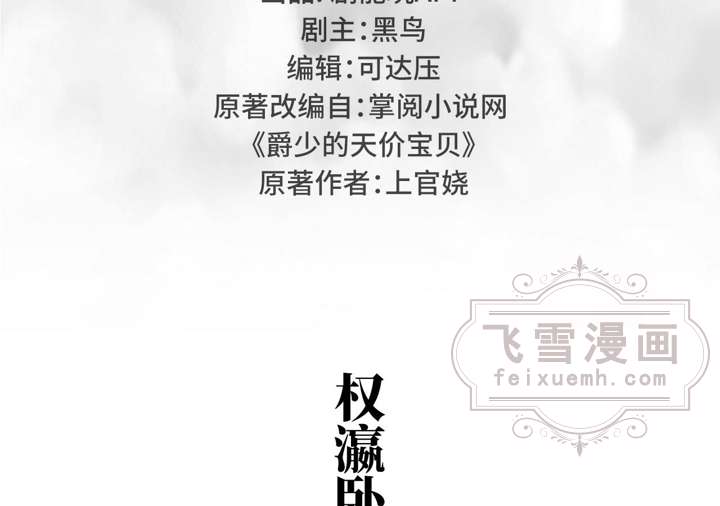 剧主：黑鸟
编辑：可达压
原著改编自：掌阅小说网
《爵少的天价宝贝》
原著作者：上官娆
飞雪漫画
feixuemh.com
权瀛卧